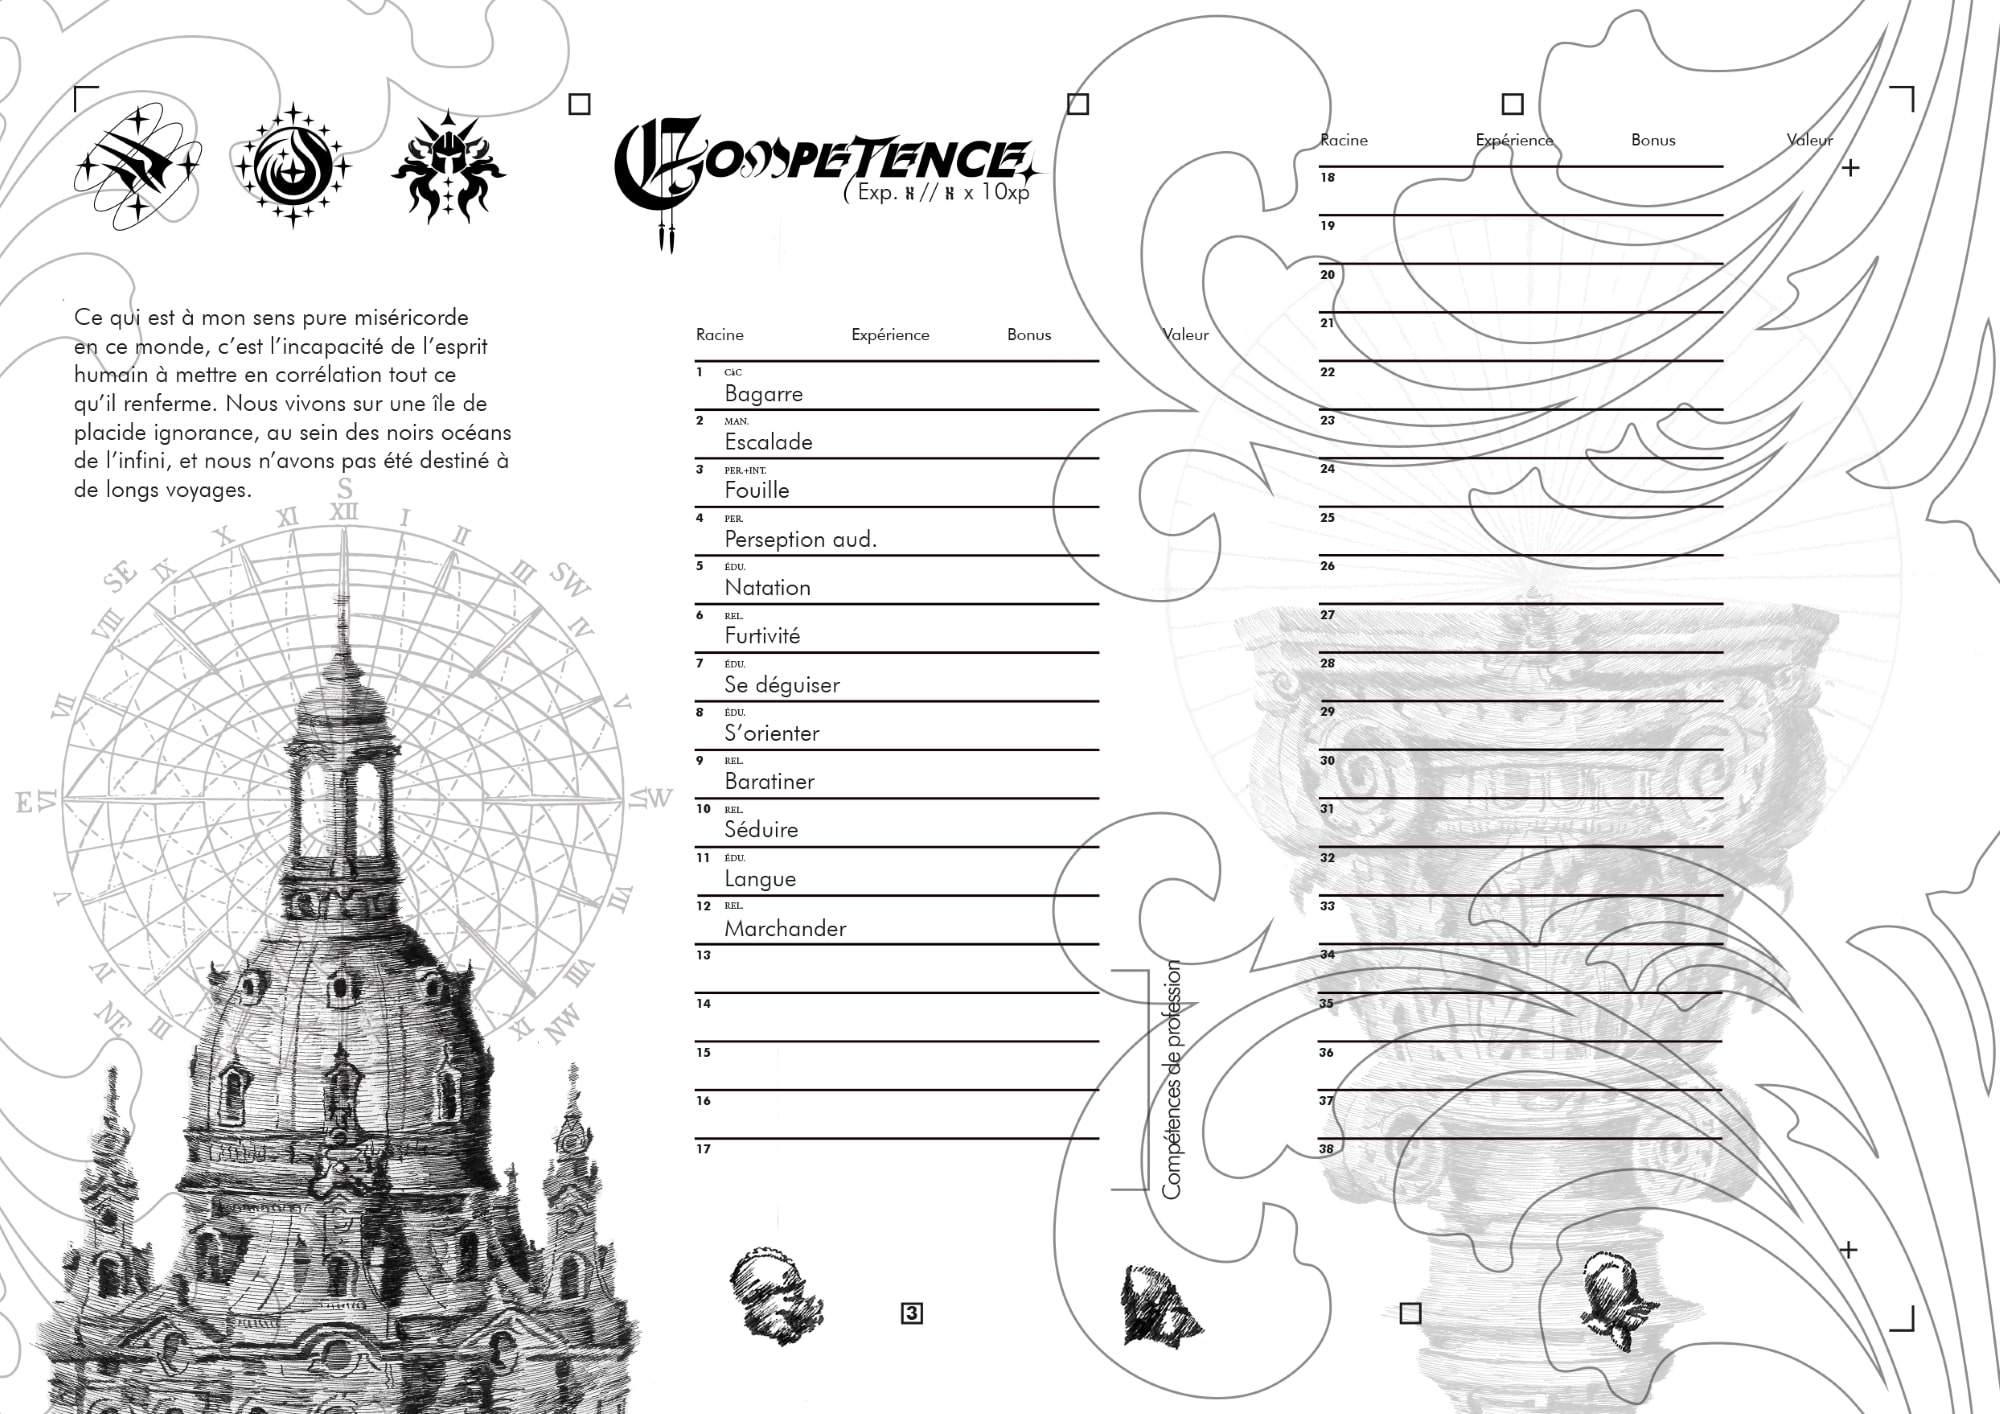 COMPETENCE
Exp. x // x x 10xp
Ce qui est à mon sens pure miséricorde
en ce monde, c’est l’incapacité de l’esprit
humain à mettre en corrélation tout ce
qu’il renferme. Nous vivons sur une île de
placide ignorance, au sein des noirs océans
de l’infini, et nous n’avons pas été destiné à
de longs voyages.
S
XII
XI
I
X
II
SE
IX
III
SW
VIII
IV
VII
V
E
VI
VI
W
V
VII
IV
VIII
NE
III
XI
NW
Racine Expérience Bonus Valeur
1 CàC
Bagarre
2 MAN.
Escalade
3 PER.+INT.
Fouille
4 PER.
Perseption aud.
5 ÉDU.
Natation
6 REL.
Furtivité
7 ÉDU.
Se déguiser
8 ÉDU.
S’orienter
9 REL.
Baratiner
10 REL.
Séduire
11 ÉDU.
Langue
12 REL.
Marchander
13
14
15
16
17
Compétences de profession
Racine Expérience Bonus Valeur
18
19
20
21
22
23
24
25
26
27
28
29
30
31
32
33
34
35
36
37
38
3